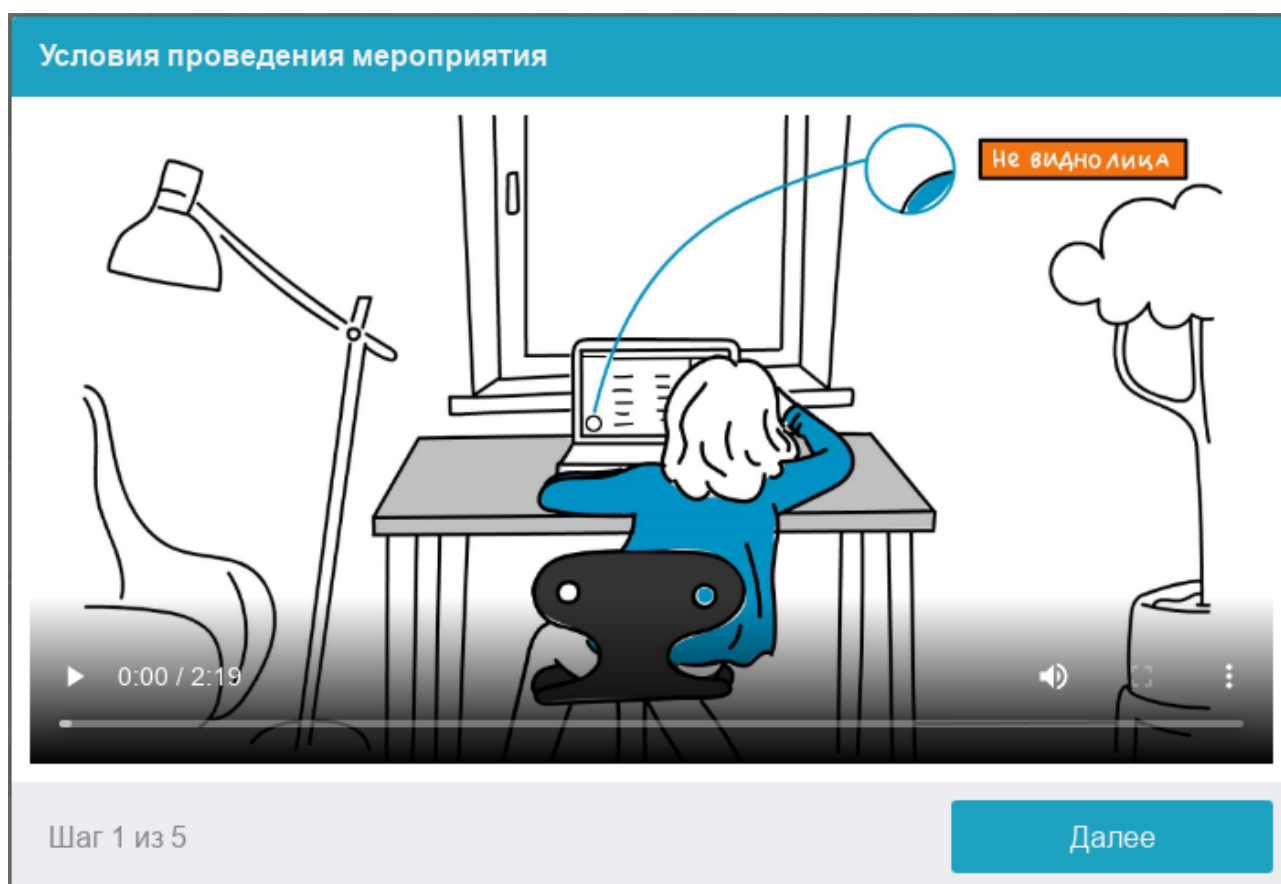 Условия проведения мероприятия
Не видно лица
0:00 / 2:19
Шаг 1 из 5
Далее